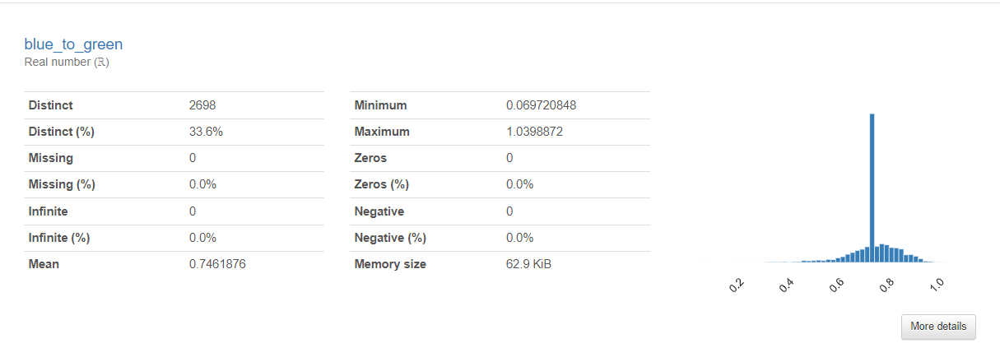 blue_to_green
Real number (ℝ)
Distinct 2698
Distinct (%) 33.6%
Missing 0
Missing (%) 0.0%
Infinite 0
Infinite (%) 0.0%
Mean 0.7461876
Minimum 0.069720848
Maximum 1.0398872
Zeros 0
Zeros (%) 0.0%
Negative 0
Negative (%) 0.0%
Memory size 62.9 KiB
0.2 0.4 0.6 0.8 1.0
More details